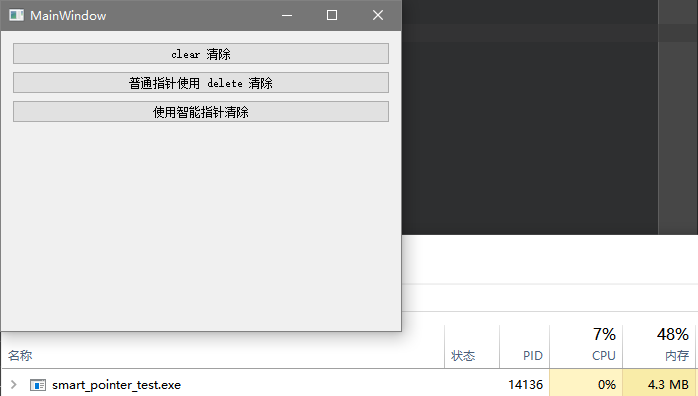 MainWindow
clear 清除
普通指针使用 delete 清除
使用智能指针清除
7% 48%
名称 状态 PID CPU 内存
smart_pointer_test.exe 14136 0% 4.3 MB